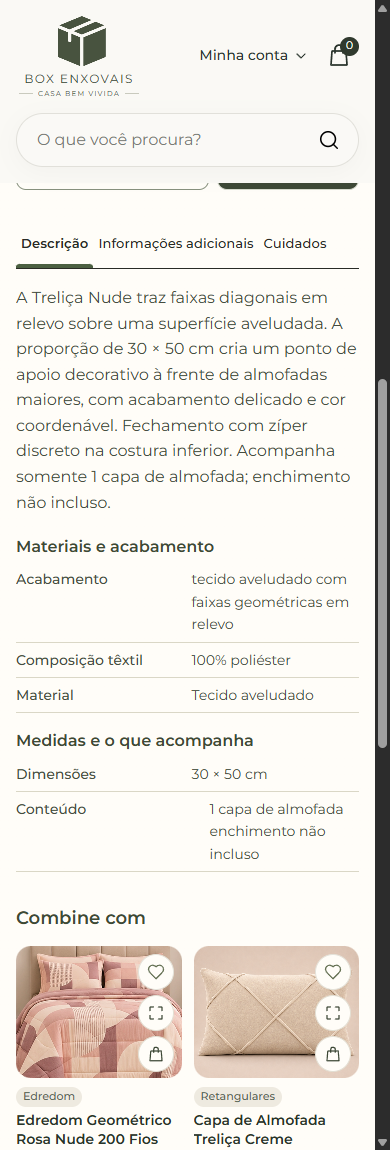 BOX ENXOVAIS
CASA BEM VIVIDA
Minha conta
0
O que você procura?
Descrição Informações adicionais Cuidados
A Treliça Nude traz faixas diagonais em
relevo sobre uma superfície aveludada. A
proporção de 30 × 50 cm cria um ponto de
apoio decorativo à frente de almofadas
maiores, com acabamento delicado e cor
coordenável. Fechamento com zíper
discreto na costura inferior. Acompanha
somente 1 capa de almofada; enchimento
não incluso.
Materiais e acabamento
Acabamento tecido aveludado com
faixas geométricas em
relevo
Composição têxtil 100% poliéster
Material Tecido aveludado
Medidas e o que acompanha
Dimensões 30 × 50 cm
Conteúdo 1 capa de almofada
enchimento não
incluso
Combine com
Edredom
Edredom Geométrico
Rosa Nude 200 Fios
Retangulares
Capa de Almofada
Treliça Creme